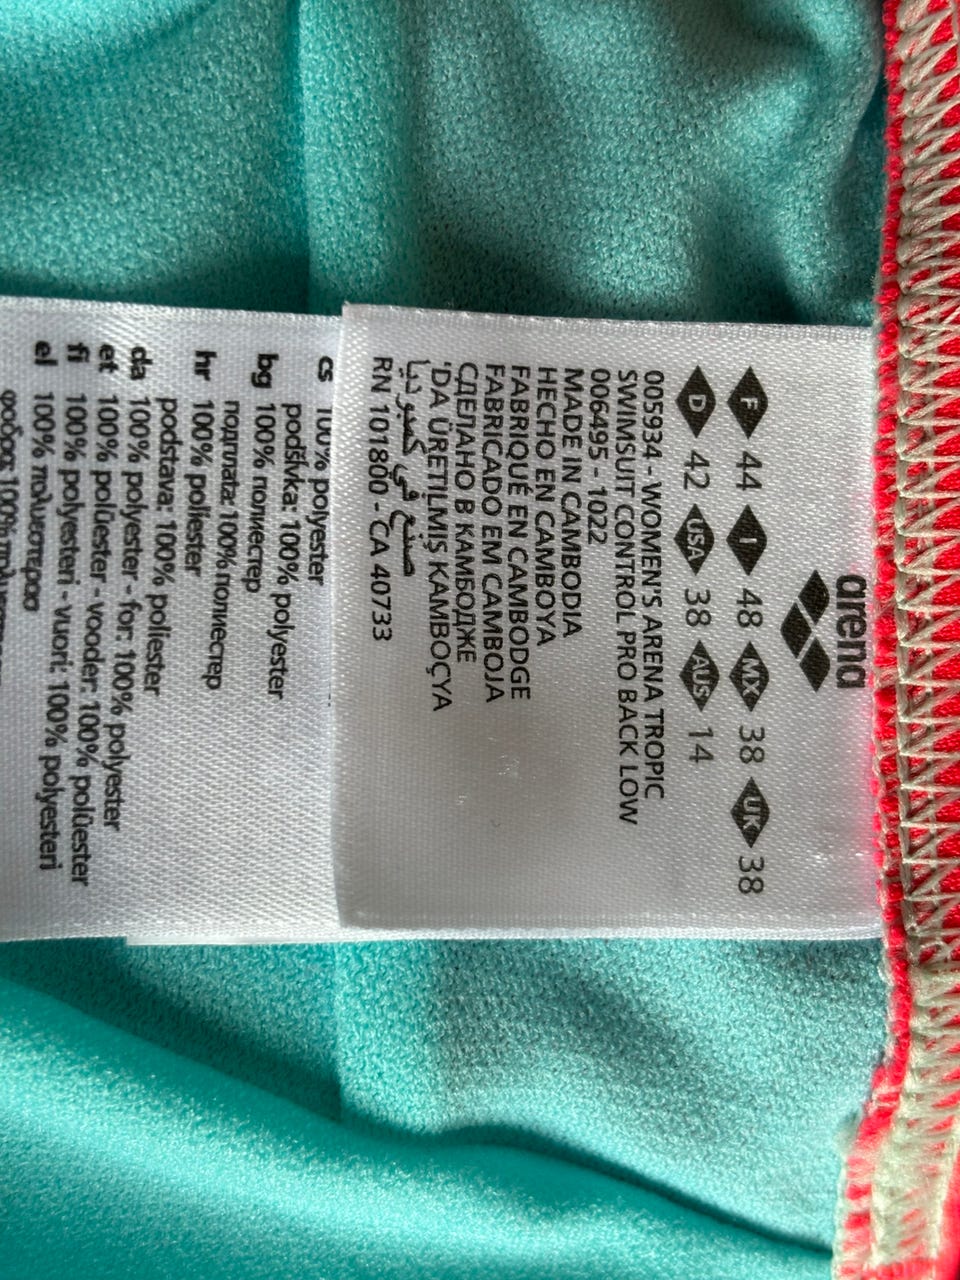 arena
F 44 I 48 MX 38 UK 38
D 42 USA 38 AUS 14
005934 - WOMEN'S ARENA TROPIC
SWIMSUIT CONTROL PRO BACK LOW
006495 - 1022
MADE IN CAMBODIA
HECHO EN CAMBOYA
FABRIQUÉ EN CAMBODGE
FABRICADO EM CAMBOJA
СДЕЛАНО В КАМБОДЖЕ
'DA ÜRETİLMİŞ KAMBOÇYA
صنع في كمبوديا
RN 101800 - CA 40733
cs 100% polyester
podšívka: 100% polyester
bg 100% полиестер
подплата: 100% полиестер
hr 100% poliester
podstava: 100% poliester
da 100% polyester - for: 100% polyester
et 100% polüester - vooder: 100% polüester
fi 100% polyesteri - vuori: 100% polyesteri
el 100% πολυεστερασ